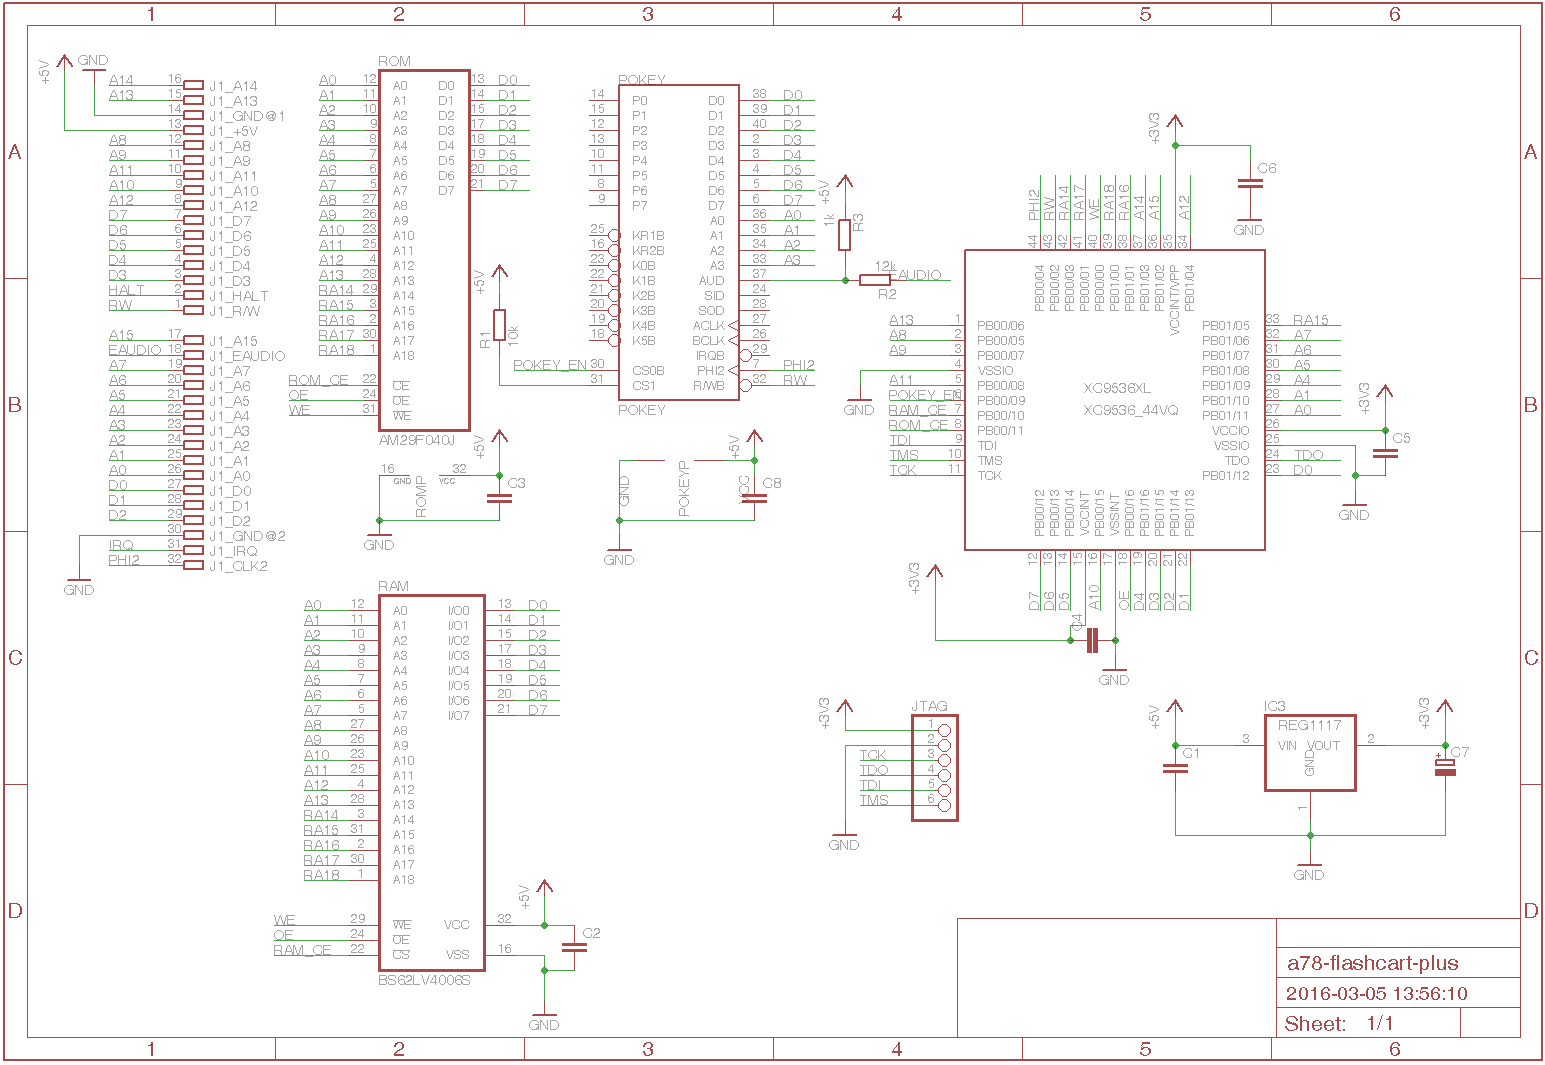 1 2 3 4 5 6
A
B
C
D
+5V
GND
A14 16 J1_A14
A13 15 J1_A13
14 J1_GND@1
13 J1_+5V
A8 12 J1_A8
A9 11 J1_A9
A11 10 J1_A11
A10 9 J1_A10
A12 8 J1_A12
D7 7 J1_D7
D6 6 J1_D6
D5 5 J1_D5
D4 4 J1_D4
D3 3 J1_D3
HALT 2 J1_HALT
RW 1 J1_R/W
A15 17 J1_A15
EAUDIO 18 J1_EAUDIO
A7 19 J1_A7
A6 20 J1_A6
A5 21 J1_A5
A4 22 J1_A4
A3 23 J1_A3
A2 24 J1_A2
A1 25 J1_A1
A0 26 J1_A0
D0 27 J1_D0
D1 28 J1_D1
D2 29 J1_D2
30 J1_GND@2
IRQ 31 J1_IRQ
PHI2 32 J1_CLK2
GND
ROM
A0 12 A0 D0 13 D0
A1 11 A1 D1 14 D1
A2 10 A2 D2 15 D2
A3 9 A3 D3 17 D3
A4 8 A4 D4 18 D4
A5 7 A5 D5 19 D5
A6 6 A6 D6 20 D6
A7 5 A7 D7 21 D7
A8 27 A8
A9 26 A9
A10 23 A10
A11 25 A11
A12 4 A12
A13 28 A13
RA14 29 A14
RA15 3 A15
RA16 2 A16
RA17 30 A17
RA18 1 A18
ROM_CE 22 CE
OE 24 OE
WE 31 WE
AM29F040J
+5V
R1
10k
16 32
GND VCC
ROMP
+5V
C3
GND
RAM
A0 12 A0 I/O0 13 D0
A1 11 A1 I/O1 14 D1
A2 10 A2 I/O2 15 D2
A3 9 A3 I/O3 17 D3
A4 8 A4 I/O4 18 D4
A5 7 A5 I/O5 19 D5
A6 6 A6 I/O6 20 D6
A7 5 A7 I/O7 21 D7
A8 27 A8
A9 26 A9
A10 23 A10
A11 25 A11
A12 4 A12
A13 28 A13
RA14 3 A14
RA15 31 A15
RA16 2 A16
RA17 30 A17
RA18 1 A18
WE 29 WE VCC 32
OE 24 OE
RAM_CE 22 CS VSS 16
BS62LV4006S
+5V
C2
GND
POKEY
14 P0 D0 38 D0
15 P1 D1 39 D1
12 P2 D2 40 D2
13 P3 D3 2 D3
10 P4 D4 3 D4
11 P5 D5 4 D5
8 P6 D6 5 D6
9 P7 D7 6 D7
A0 36 A0
25 KR1B A1 35 A1
16 KR2B A2 34 A2
23 K0B A3 33 A3
22 K1B AUD 37
21 K2B SID 24
20 K3B SOD 28
19 K4B ACLK 27
18 K5B BCLK 26
IRQB 29
POKEY_EN 30 CS0B PHI2 7 PHI2
31 CS1 R/WB 32 RW
POKEY
+5V
1k
R3
12k
R2
EAUDIO
GND
POKEYP
VCC
+5V
C8
GND
+3V3
C6
GND
PHI2 RW RA14 RA17 WE RA18 RA16 A14 A15 A12
44 43 42 41 40 39 38 37 36 35 34
PB00/04 PB00/02 PB00/03 PB00/01 PB00/00 PB01/00 PB01/01 PB01/03 PB01/02 VCCINT/VPP PB01/04
A13 1 PB00/06
A8 2 PB00/05
A9 3 PB00/07
4 VSSIO
A11 5 PB00/08
POKEY_EN 6 PB00/09
RAM_CE 7 PB00/10
ROM_CE 8 PB00/11
TDI 9 TDI
TMS 10 TMS
TCK 11 TCK
GND
XC9536XL
XC9536_44VQ
PB01/05 33 RA15
PB01/06 32 A7
PB01/07 31 A6
PB01/08 30 A5
PB01/09 29 A4
PB01/10 28 A1
PB01/11 27 A0
VCCIO 26
VSSIO 25
TDO 24 TDO
PB01/12 23 D0
+3V3
C5
GND
PB00/12 PB00/13 PB00/14 VCCINT PB00/15 VSSINT PB00/16 PB01/16 PB01/15 PB01/14 PB01/13
12 13 14 15 16 17 18 19 20 21 22
D7 D6 D5 A10 OE D4 D3 D2 D1
+3V3
C4
GND
+3V3
JTAG
1
2
TCK 3
TDO 4
TDI 5
TMS 6
GND
+5V
C1
IC3
REG1117
3 VIN VOUT 2
GND
1
+3V3
+
C7
GND
a78-flashcart-plus
2016-03-05 13:56:10
Sheet: 1/1
A
B
C
D
1 2 3 4 5 6